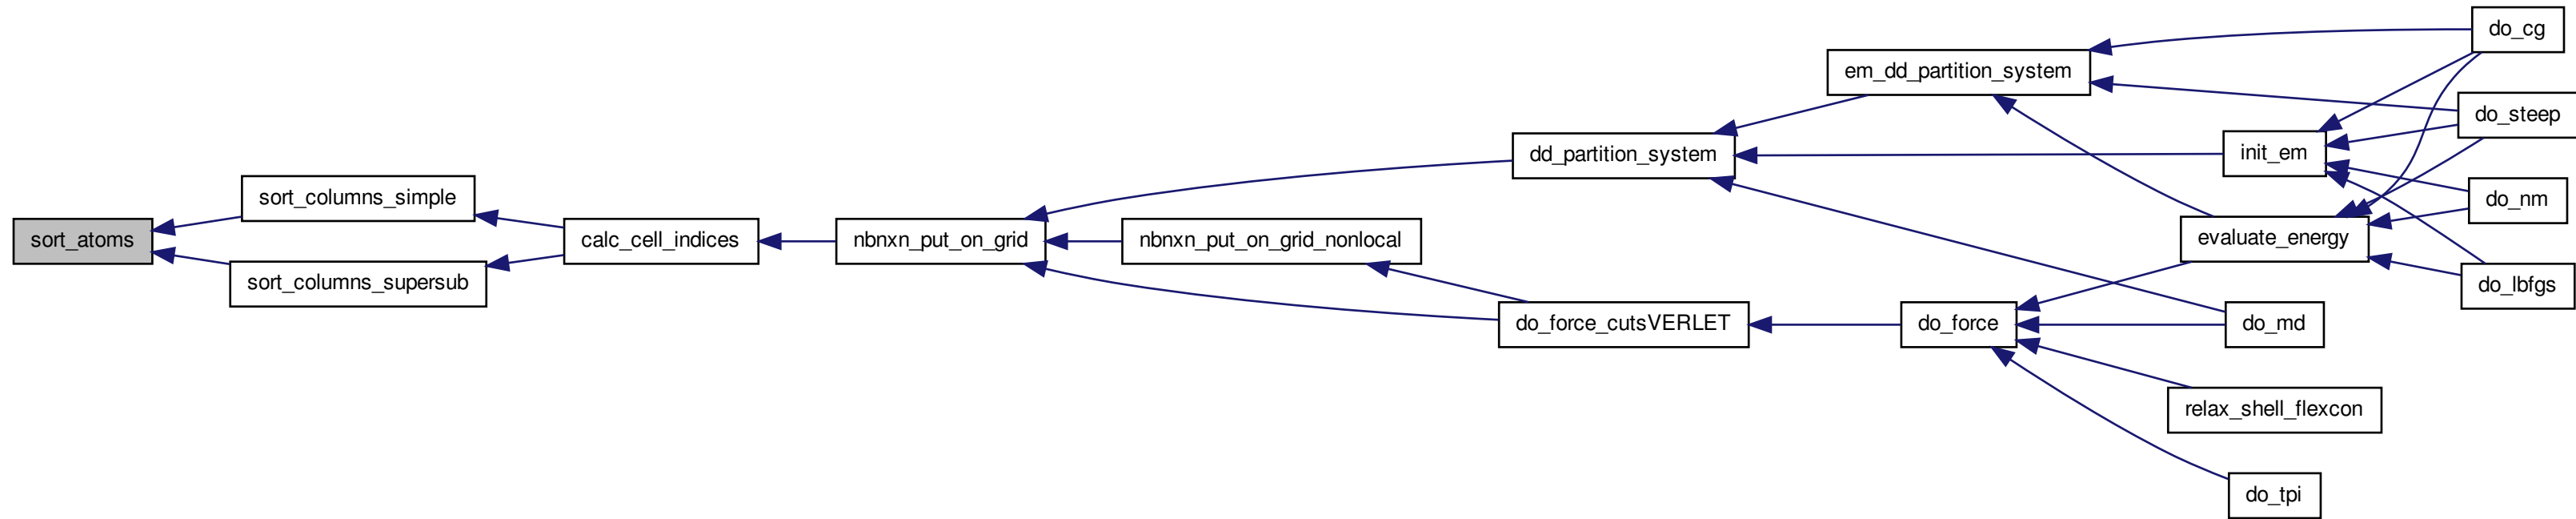 sort_atoms
sort_columns_simple
sort_columns_supersub
calc_cell_indices
nbnxn_put_on_grid
nbnxn_put_on_grid_nonlocal
dd_partition_system
do_force_cutsVERLET
em_dd_partition_system
do_force
init_em
evaluate_energy
do_md
relax_shell_flexcon
do_tpi
do_cg
do_steep
do_nm
do_lbfgs